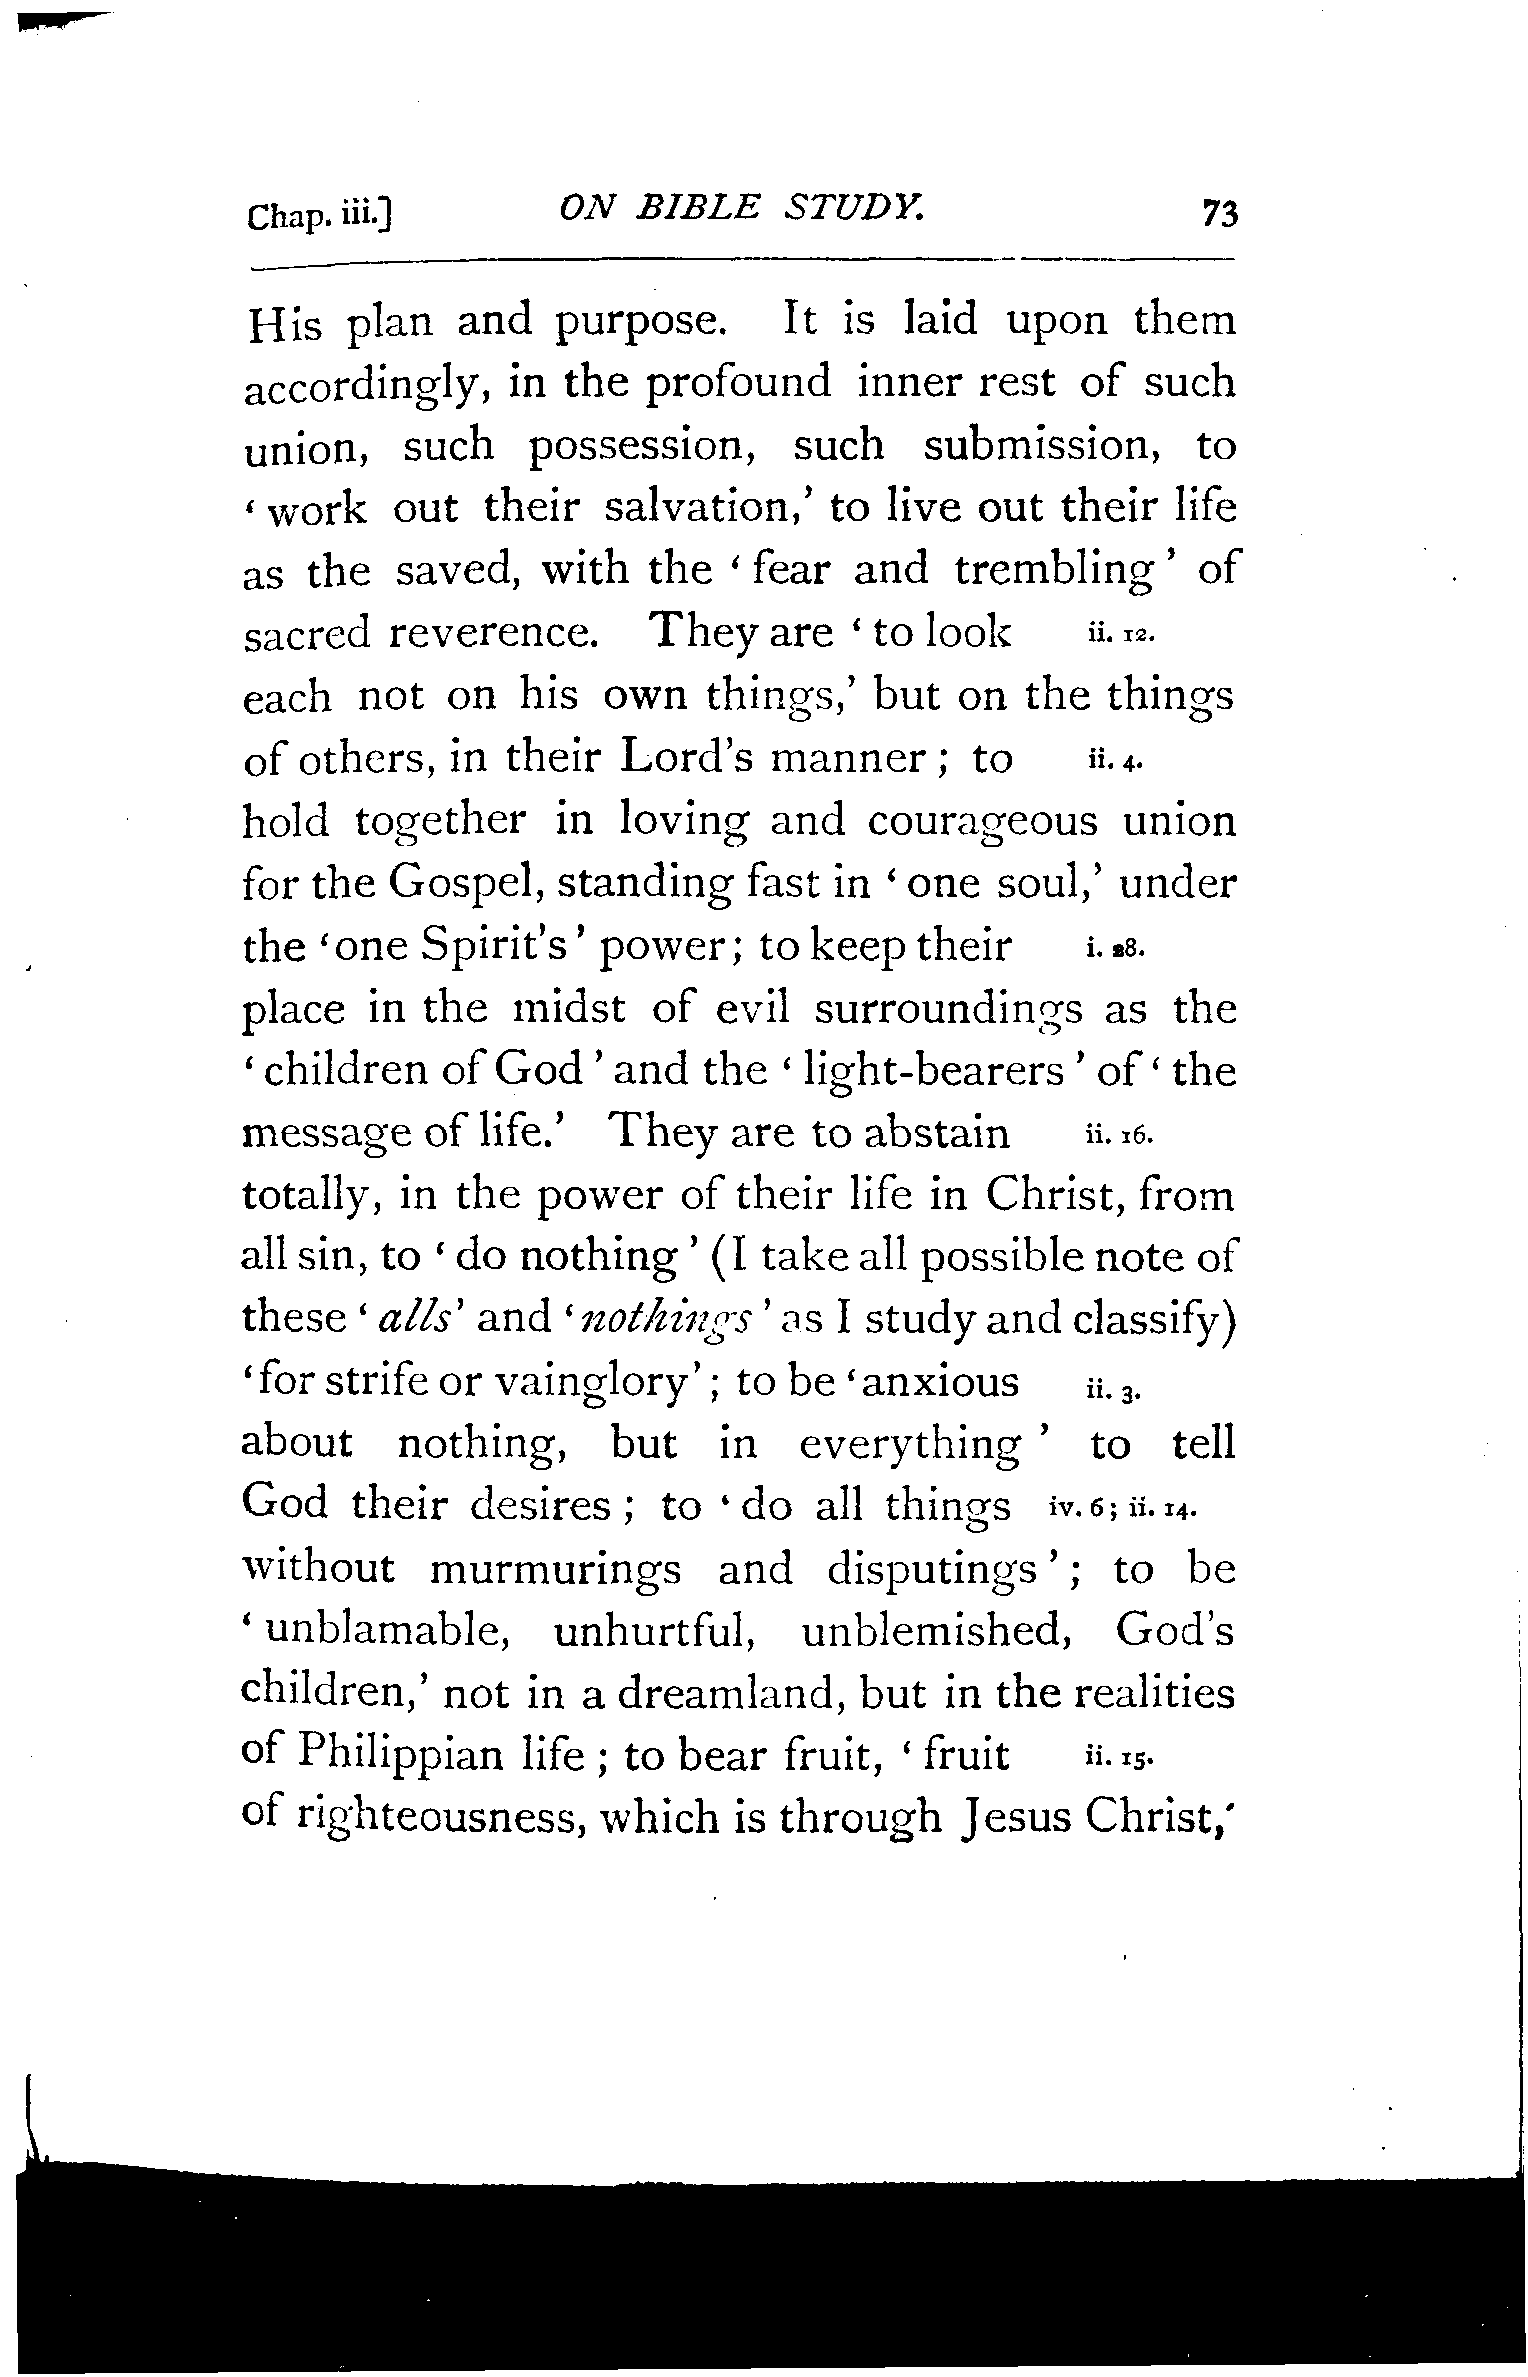 Chap. iii.] ON BIBLE STUDY. 73
His plan and purpose. It is laid upon them
accordingly, in the profound inner rest of such
union, such possession, such submission, to
‘ work out their salvation,’ to live out their life
as the saved, with the ‘ fear and trembling ’ of
sacred reverence. They are ‘ to look ii. 12.
each not on his own things,’ but on the things
of others, in their Lord’s manner ; to ii. 4.
hold together in loving and courageous union
for the Gospel, standing fast in ‘ one soul,’ under
the ‘one Spirit’s ’ power; to keep their i. 28.
place in the midst of evil surroundings as the
‘ children of God ’ and the ‘ light-bearers ’ of ‘ the
message of life.’ They are to abstain ii. 16.
totally, in the power of their life in Christ, from
all sin, to ‘ do nothing ’ (I take all possible note of
these ‘ alls’ and ‘nothings ’ as I study and classify)
‘for strife or vainglory’ ; to be ‘anxious ii. 3.
about nothing, but in everything ’ to tell
God their desires ; to ‘ do all things iv. 6 ; ii. 14.
without murmurings and disputings ’ ; to be
‘ unblamable, unhurtful, unblemished, God’s
children,’ not in a dreamland, but in the realities
of Philippian life ; to bear fruit, ‘ fruit ii. 15.
of righteousness, which is through Jesus Christ,’